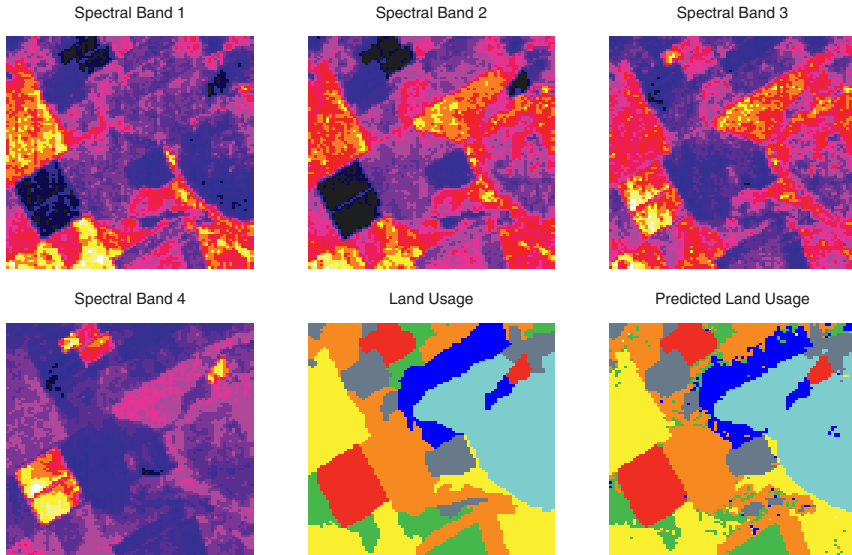 Spectral Band 1
Spectral Band 2
Spectral Band 3
Spectral Band 4
Land Usage
Predicted Land Usage